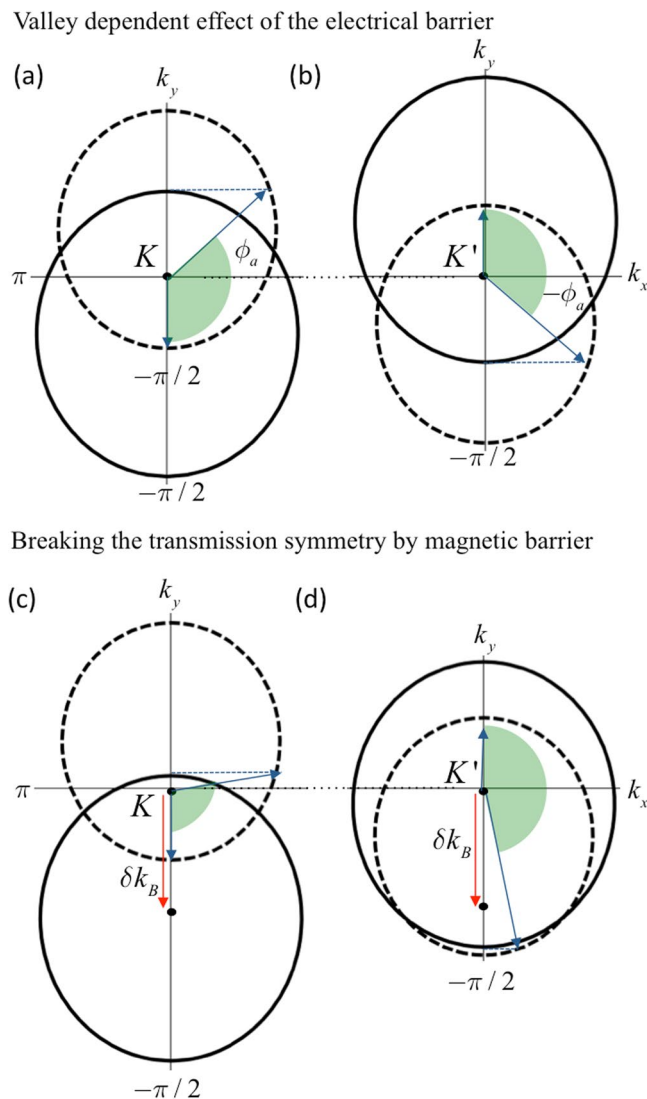 Valley dependent effect of the electrical barrier
(a)
k_y
(b)
k_y
K
ϕ_a
π
−π / 2
−π / 2
K'
k_x
−ϕ_a
−π / 2
Breaking the transmission symmetry by magnetic barrier
(c)
k_y
(d)
k_y
π
K
δk_B
−π / 2
K'
k_x
δk_B
−π / 2